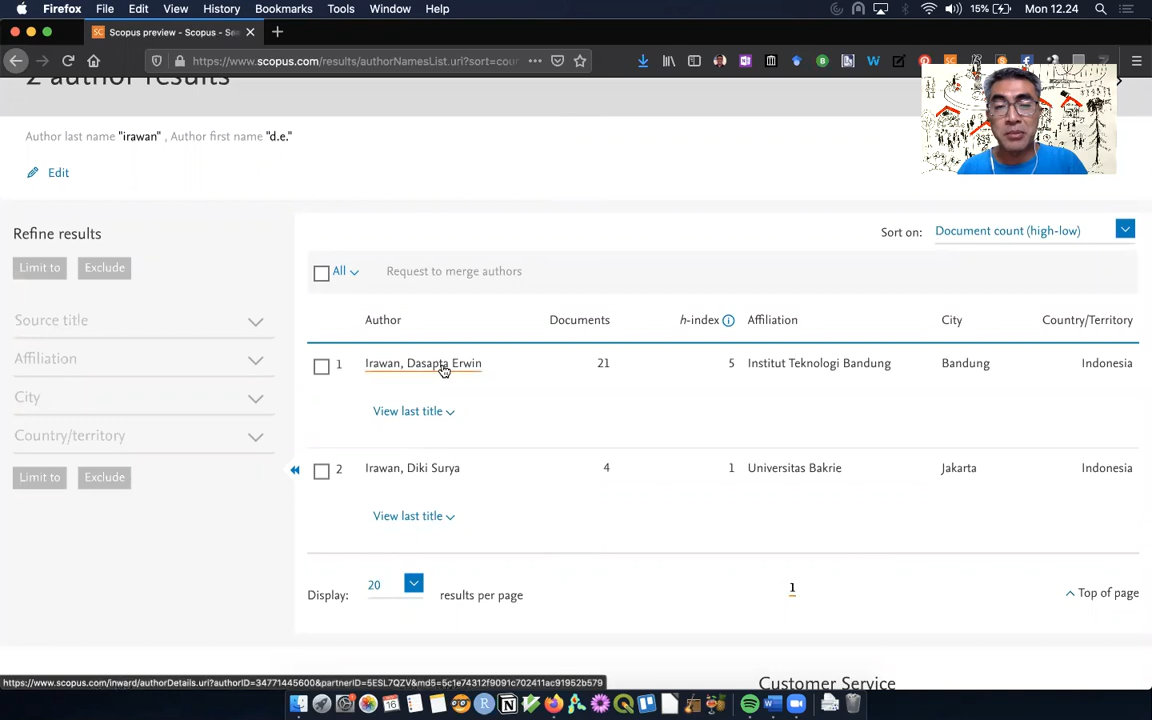 Firefox File Edit View History Bookmarks Tools Window Help 15% Mon 12.24
Scopus preview - Scopus - Sea
https://www.scopus.com/results/authorNamesList.uri?sort=cour
2 author results
Author last name "irawan" , Author first name "d.e."
Edit
Refine results
Limit to Exclude
Source title
Affiliation
City
Country/territory
Limit to Exclude
Sort on: Document count (high-low)
All Request to merge authors
Author Documents h-index Affiliation City Country/Territory
1 Irawan, Dasapta Erwin 21 5 Institut Teknologi Bandung Bandung Indonesia
View last title
2 Irawan, Diki Surya 4 1 Universitas Bakrie Jakarta Indonesia
View last title
Display: 20 results per page 1 Top of page
https://www.scopus.com/inward/authorDetails.uri?authorID=34771445600&partnerID=5ESL7QZV&md5=c1e74312f9091c702411ac91952b579
Customer Service